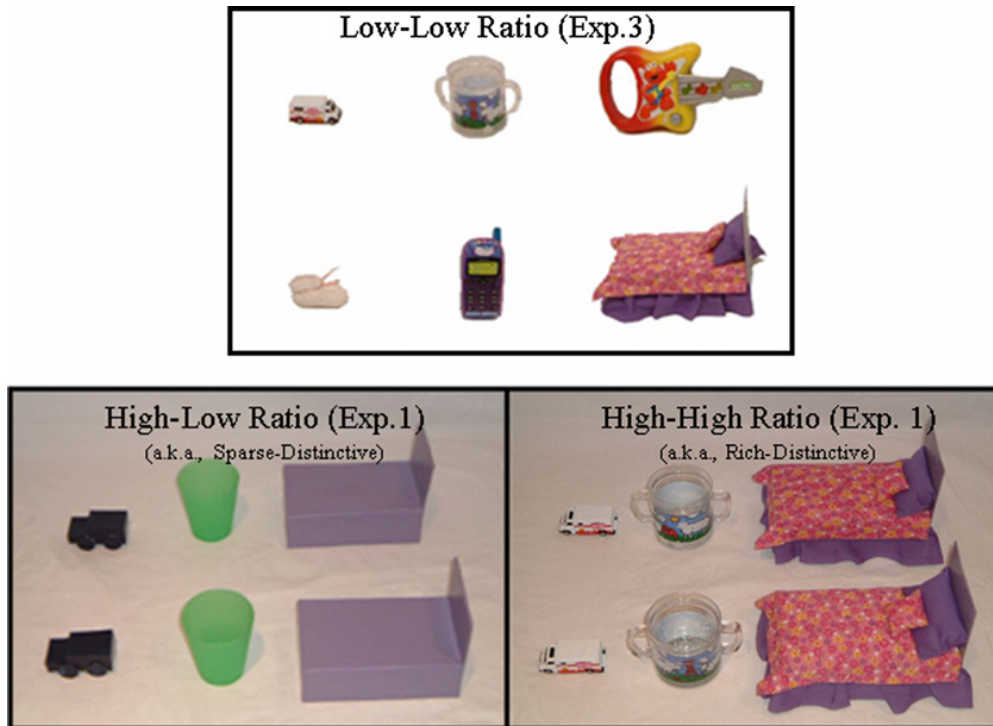 Low-Low Ratio (Exp.3)
High-Low Ratio (Exp.1)
(a.k.a., Sparse-Distinctive)
High-High Ratio (Exp. 1)
(a.k.a., Rich-Distinctive)